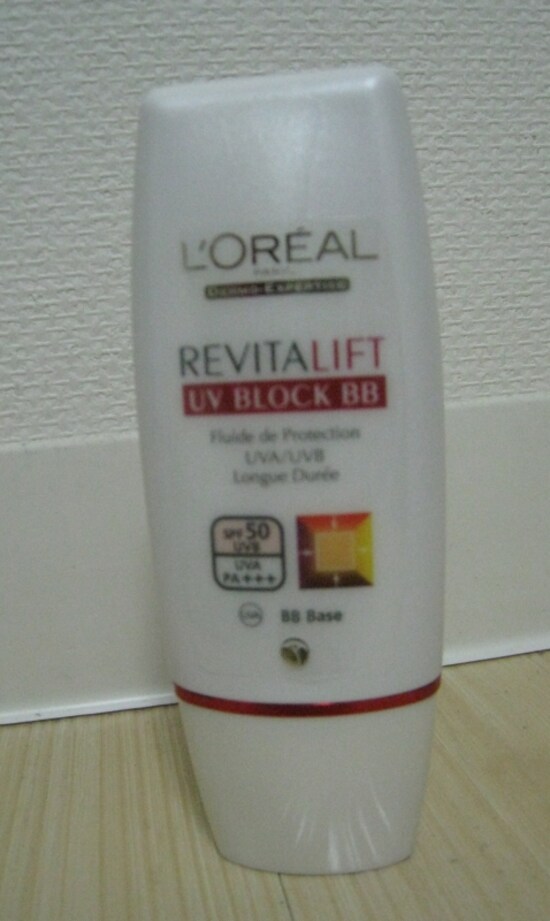 L'ORÉAL
PARIS
DERMO-EXPERTISE
REVITALIFT
UV BLOCK BB
Fluide de Protection
UVA/UVB
Longue Durée
SPF 50
UVB
UVA
PA+++
UVA BB Base